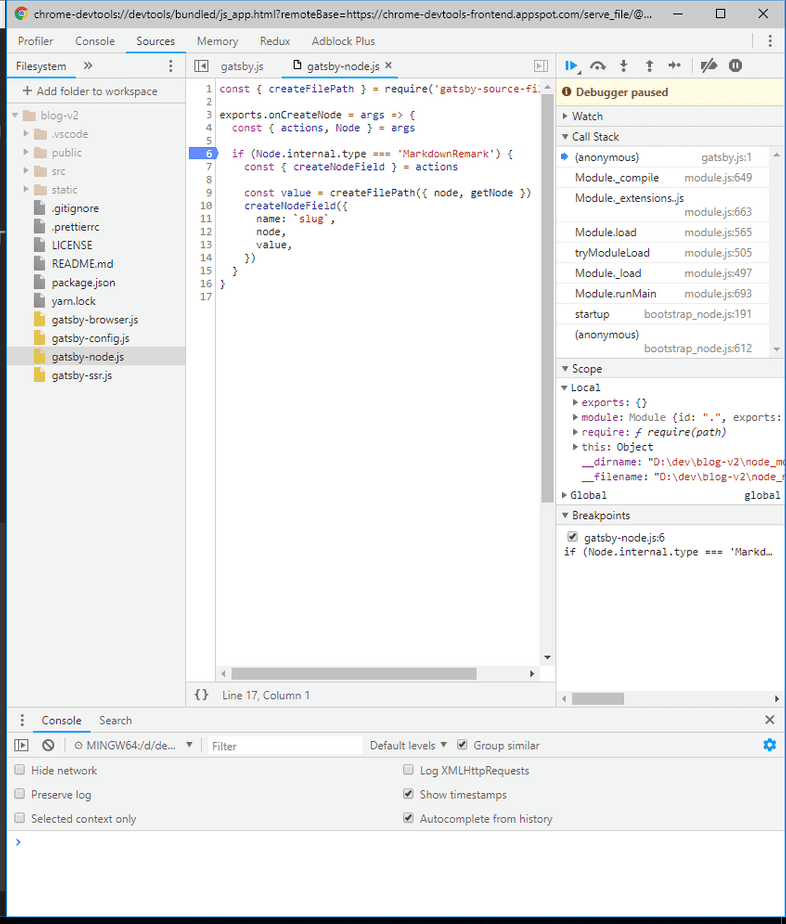 chrome-devtools://devtools/bundled/js_app.html?remoteBase=https://chrome-devtools-frontend.appspot.com/serve_file/@...
Profiler Console Sources Memory Redux Adblock Plus
Filesystem » gatsby.js gatsby-node.js ×
+ Add folder to workspace
blog-v2
.vscode
public
src
static
.gitignore
.prettierrc
LICENSE
README.md
package.json
yarn.lock
gatsby-browser.js
gatsby-config.js
gatsby-node.js
gatsby-ssr.js
1 const { createFilePath } = require('gatsby-source-fi
2
3 exports.onCreateNode = args => {
4 const { actions, Node } = args
5
6 if (Node.internal.type === 'MarkdownRemark') {
7 const { createNodeField } = actions
8
9 const value = createFilePath({ node, getNode })
10 createNodeField({
11 name: `slug`,
12 node,
13 value,
14 })
15 }
16 }
17
{} Line 17, Column 1
Debugger paused
Watch
Call Stack
(anonymous) gatsby.js:1
Module._compile module.js:649
Module._extensions..js
module.js:663
Module.load module.js:565
tryModuleLoad module.js:505
Module._load module.js:497
Module.runMain module.js:693
startup bootstrap_node.js:191
(anonymous)
bootstrap_node.js:612
Scope
Local
exports: {}
module: Module {id: ".", exports:
require: ƒ require(path)
this: Object
__dirname: "D:\dev\blog-v2\node_mo
__filename: "D:\dev\blog-v2\node_m
Global global
Breakpoints
gatsby-node.js:6
if (Node.internal.type === 'Markd...
Console Search
MINGW64:/d/de... Filter Default levels Group similar
Hide network Log XMLHttpRequests
Preserve log Show timestamps
Selected context only Autocomplete from history